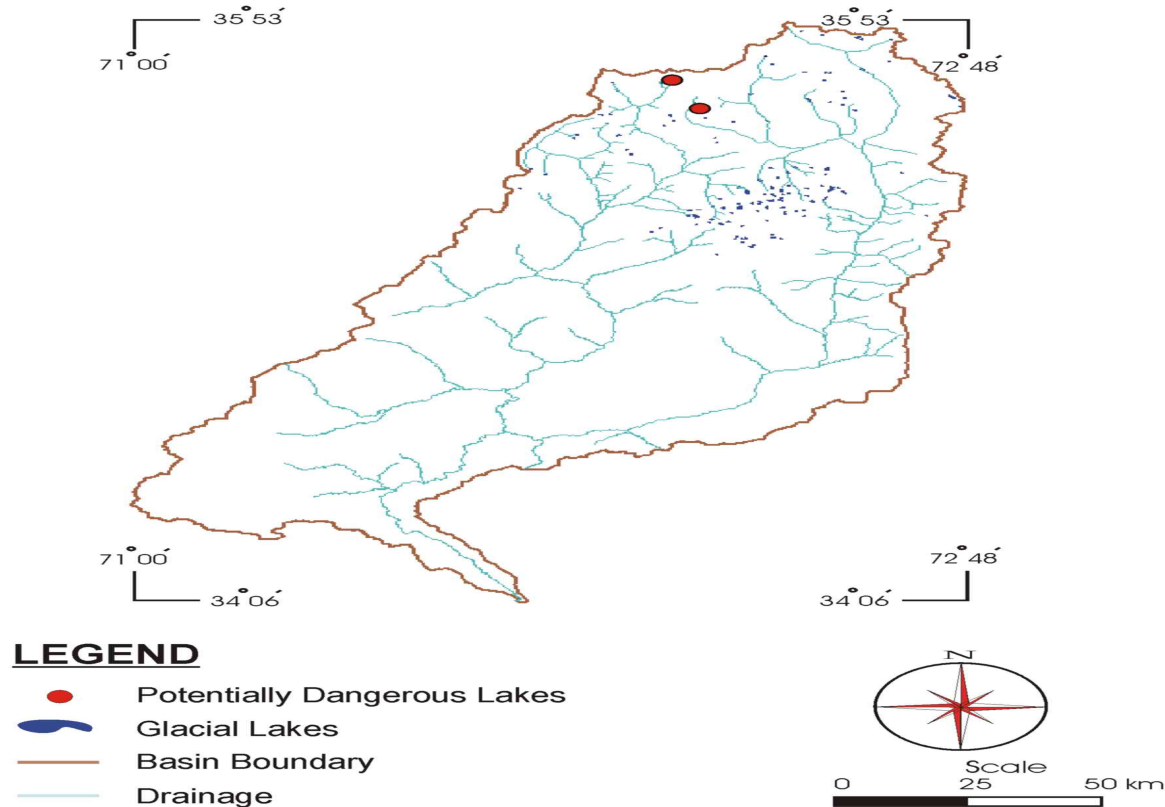 35°53´ 35°53´
71°00´ 72°48´
71°00´ 72°48´
34°06´ 34°06´
LEGEND
Potentially Dangerous Lakes
Glacial Lakes
Basin Boundary
Drainage
N
Scale
0 25 50 km